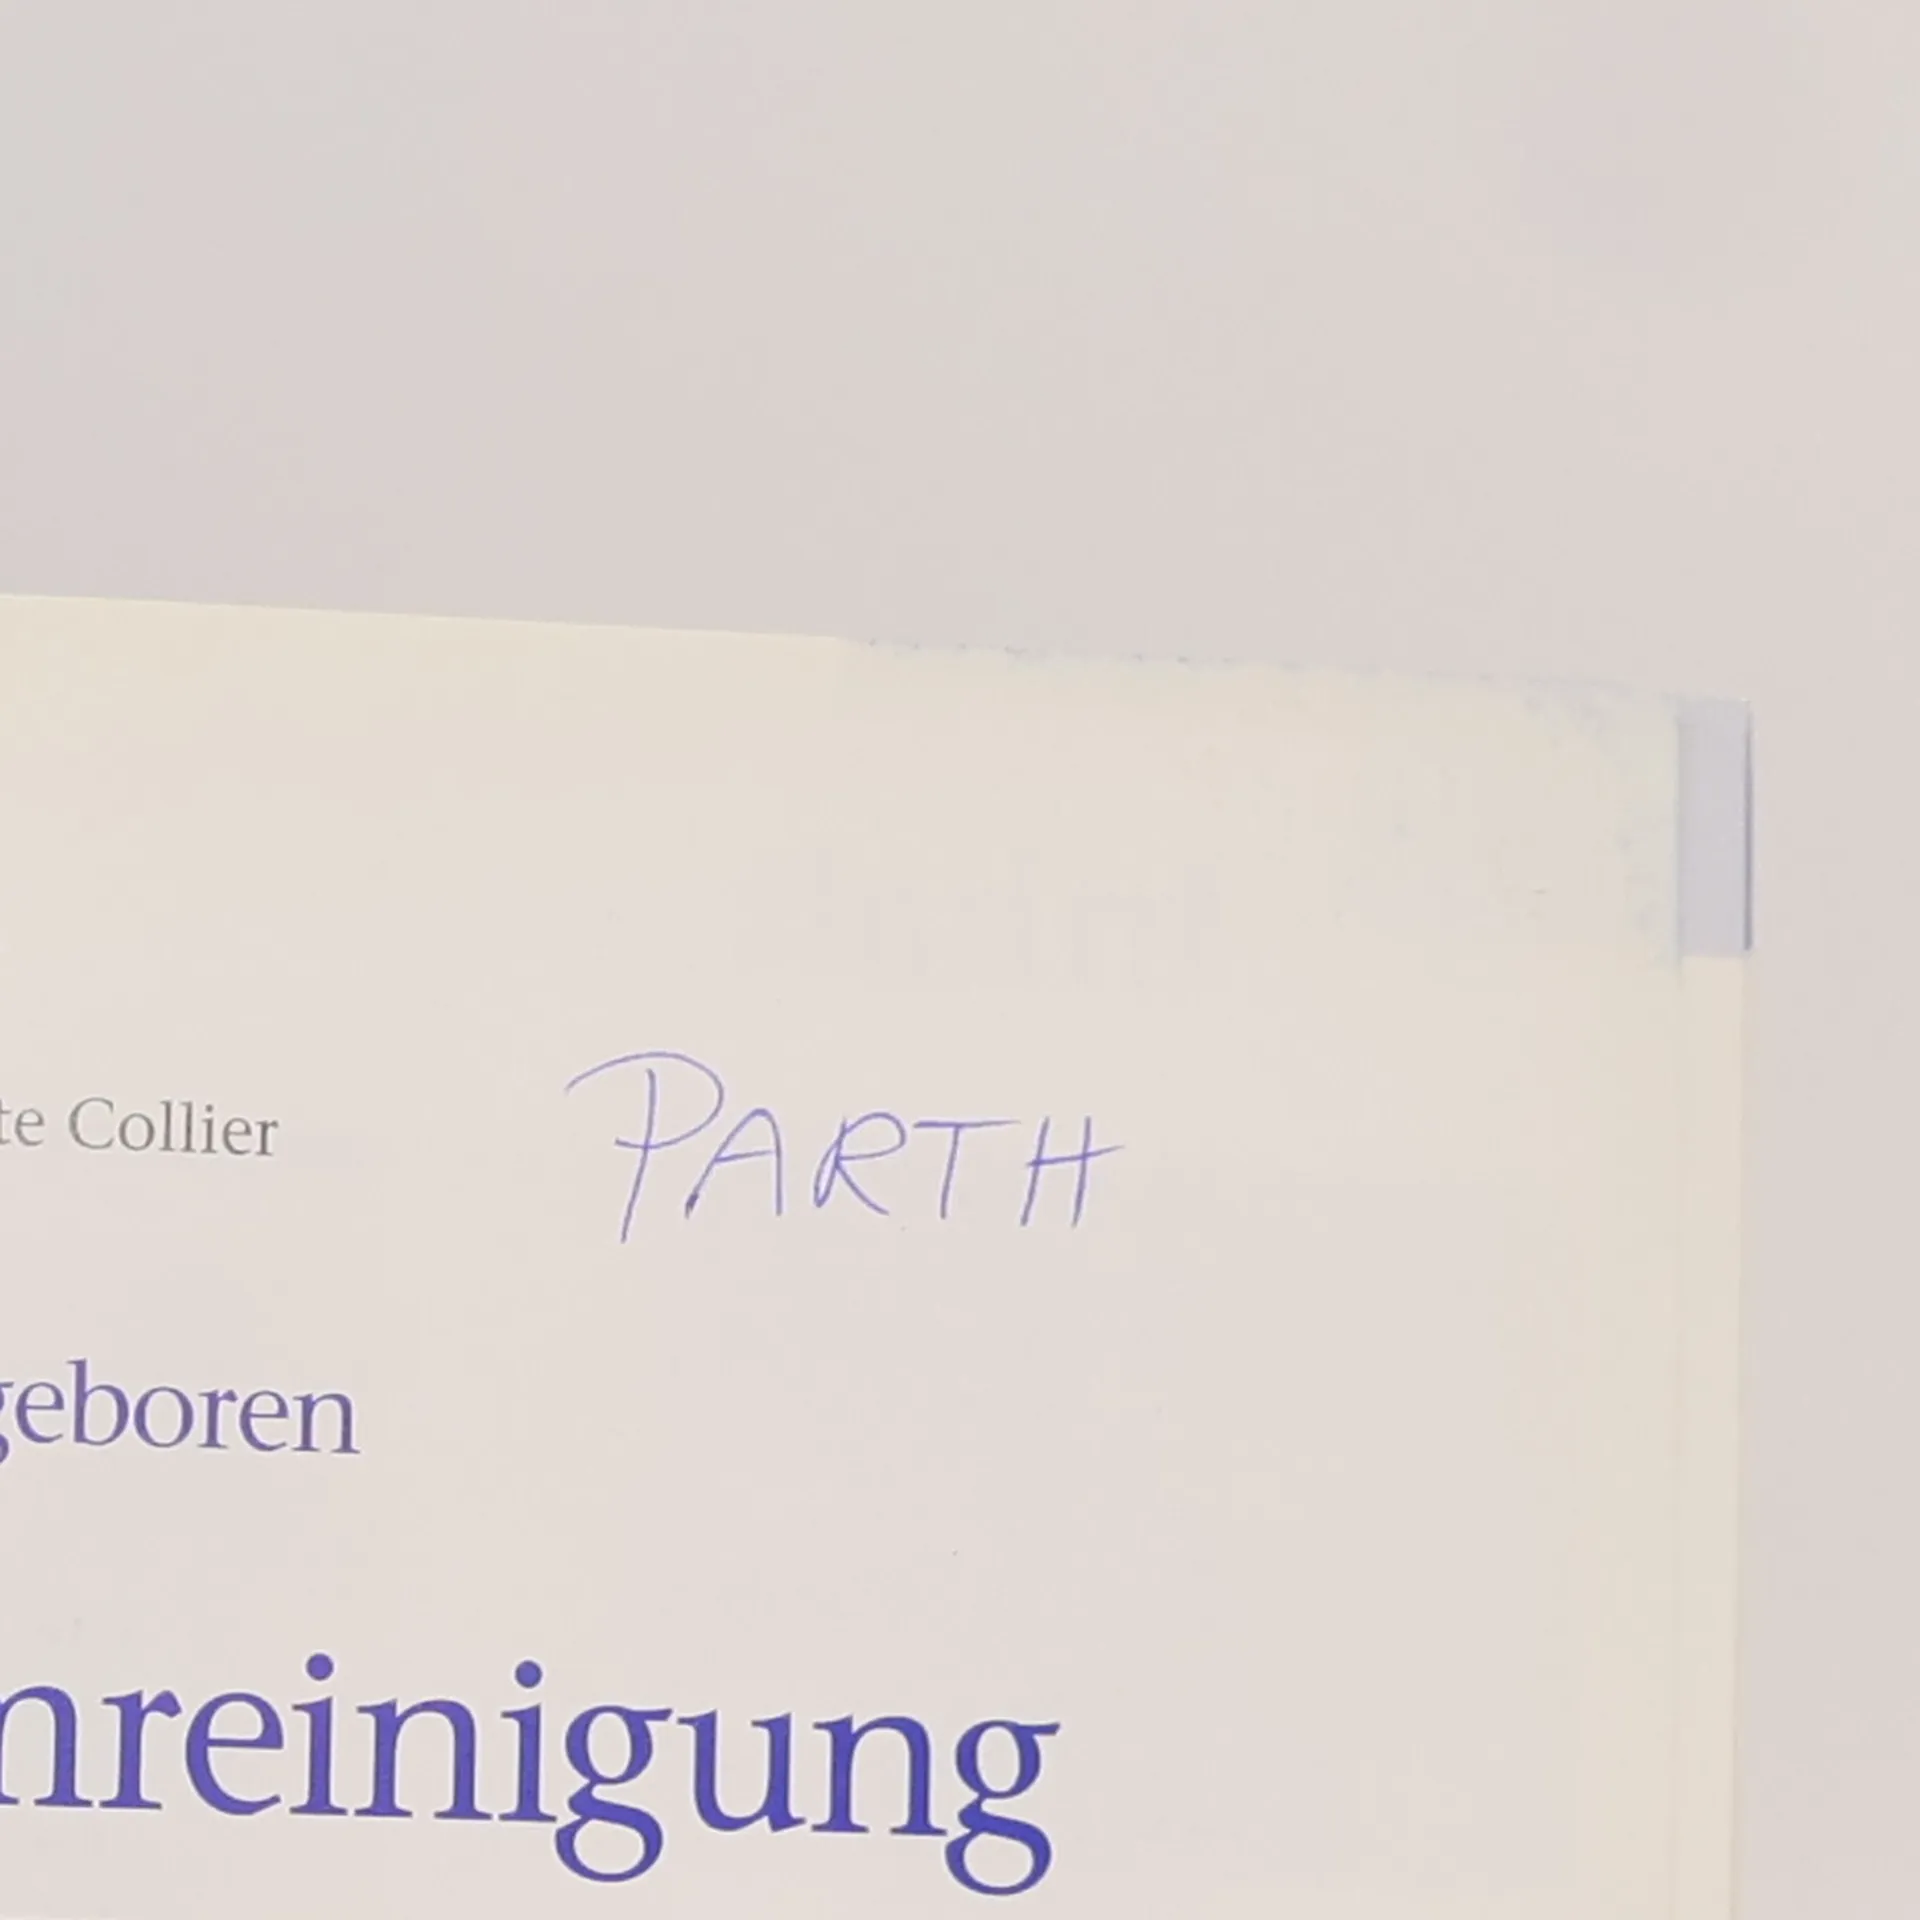 te Collier
PARTH
geboren
nreinigung